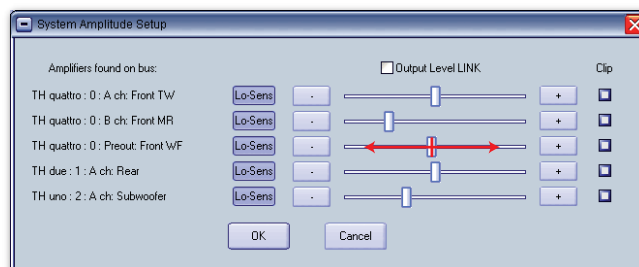 System Amplitude Setup
Amplifiers found on bus: Output Level LINK Clip
TH quattro : 0 : A ch: Front TW Lo-Sens - +
TH quattro : 0 : B ch: Front MR Lo-Sens - +
TH quattro : 0 : Preout: Front WF Lo-Sens - +
TH due : 1 : A ch: Rear Lo-Sens - +
TH uno : 2 : A ch: Subwoofer Lo-Sens - +
OK Cancel